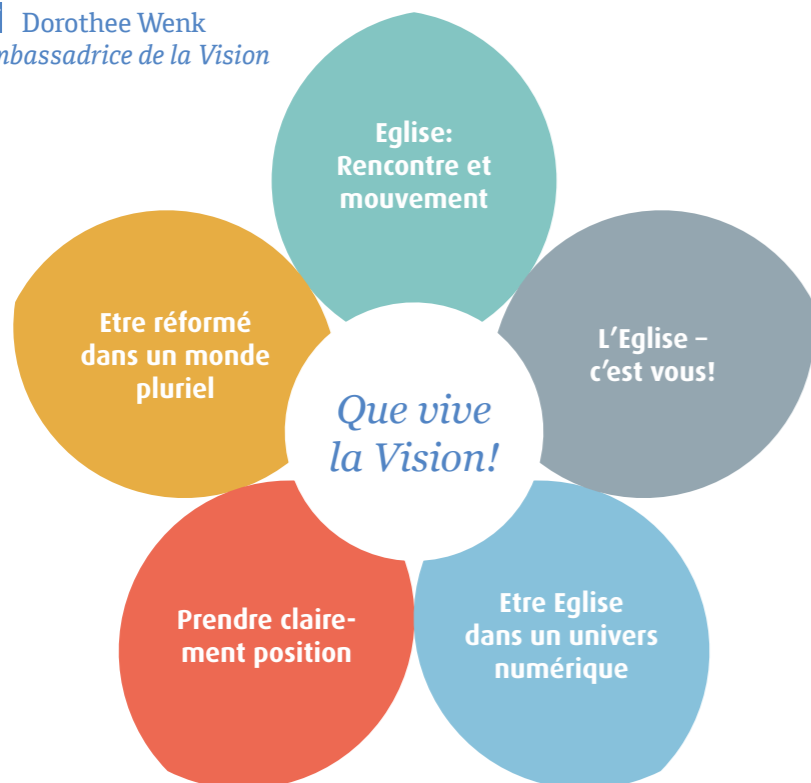 Dorothee Wenk
mbassadrice de la Vision
Eglise:
Rencontre et
mouvement
L’Eglise –
c’est vous!
Etre Eglise
dans un univers
numérique
Prendre claire-
ment position
Etre réformé
dans un monde
pluriel
Que vive
la Vision!